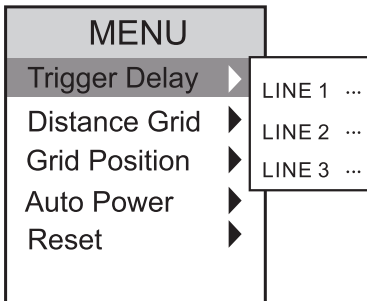 MENU
Trigger Delay
LINE 1 ...
Distance Grid
LINE 2 ...
Grid Position
LINE 3 ...
Auto Power
Reset